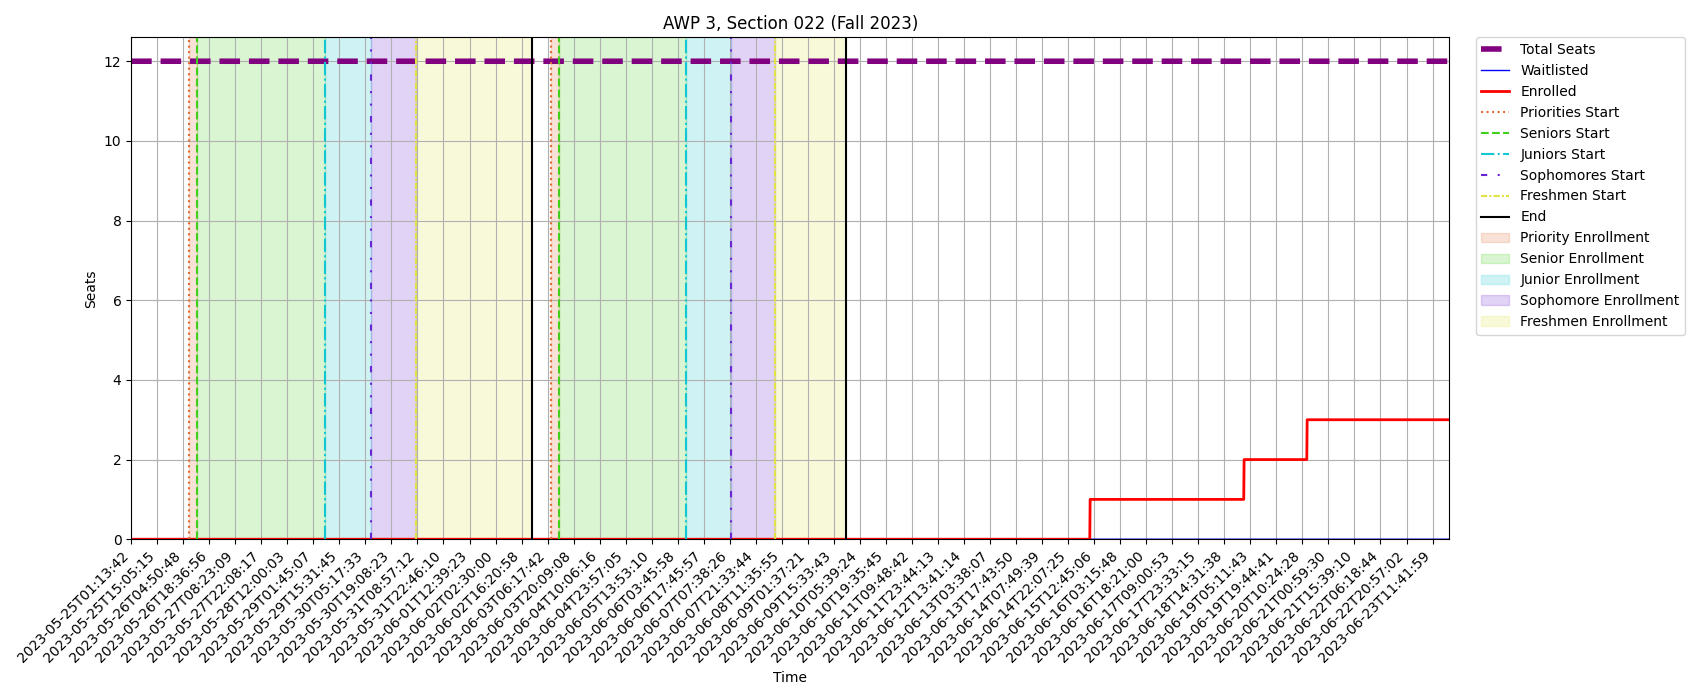 AWP 3, Section 022 (Fall 2023)
Seats
12
10
8
6
4
2
0
2023-05-25T01:13:42
2023-05-25T15:05:15
2023-05-26T04:50:48
2023-05-26T18:36:56
2023-05-27T08:23:09
2023-05-27T22:08:17
2023-05-28T12:00:03
2023-05-29T01:45:07
2023-05-29T15:31:45
2023-05-30T05:17:33
2023-05-30T19:08:23
2023-05-31T08:57:12
2023-05-31T22:46:10
2023-06-01T12:39:23
2023-06-02T02:30:00
2023-06-02T16:20:58
2023-06-03T06:17:42
2023-06-03T20:09:08
2023-06-04T10:06:16
2023-06-04T23:57:05
2023-06-05T13:53:10
2023-06-06T03:45:58
2023-06-06T17:45:57
2023-06-07T07:38:26
2023-06-07T21:33:44
2023-06-08T11:35:55
2023-06-09T01:37:21
2023-06-09T15:33:43
2023-06-10T05:39:24
2023-06-10T19:35:45
2023-06-11T09:48:42
2023-06-11T23:44:13
2023-06-12T13:41:14
2023-06-13T03:38:07
2023-06-13T17:43:50
2023-06-14T07:49:39
2023-06-14T22:07:25
2023-06-15T12:45:06
2023-06-16T03:15:48
2023-06-16T18:21:00
2023-06-17T09:00:53
2023-06-17T23:33:15
2023-06-18T14:31:38
2023-06-19T05:11:43
2023-06-19T19:44:41
2023-06-20T10:24:28
2023-06-21T00:59:30
2023-06-21T15:39:10
2023-06-22T06:18:44
2023-06-22T20:57:02
2023-06-23T11:41:59
Time
Total Seats
Waitlisted
Enrolled
Priorities Start
Seniors Start
Juniors Start
Sophomores Start
Freshmen Start
End
Priority Enrollment
Senior Enrollment
Junior Enrollment
Sophomore Enrollment
Freshmen Enrollment